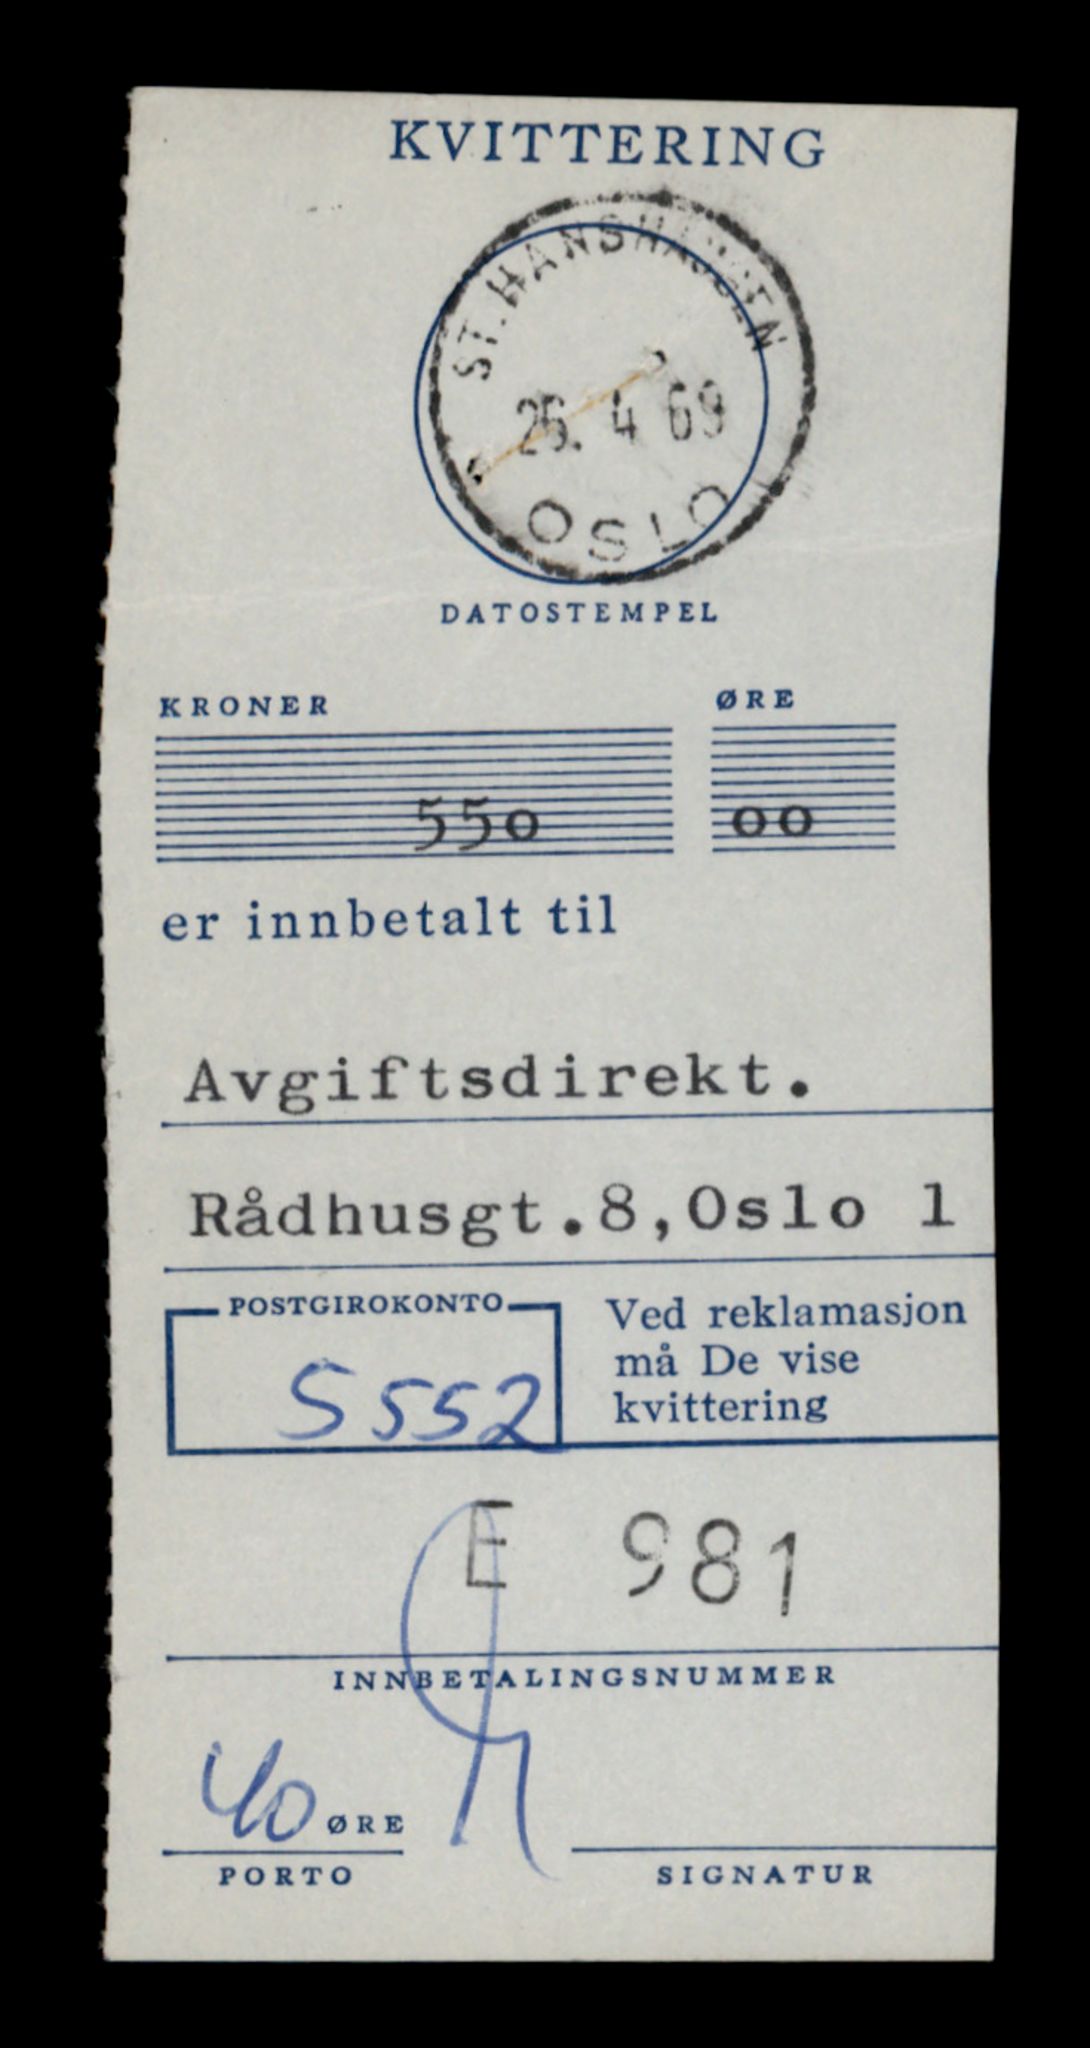 KVITTERING
ST. HANSHAUGEN
26. 4 69
OSLO
DATOSTEMPEL
KRONER ØRE
550 00
er innbetalt til
Avgiftsdirekt.
Rådhusgt.8,Oslo 1
POSTGIROKONTO
5552
Ved reklamasjon
må De vise
kvittering
E 981
INNBETALINGSNUMMER
40 ØRE
PORTO SIGNATUR